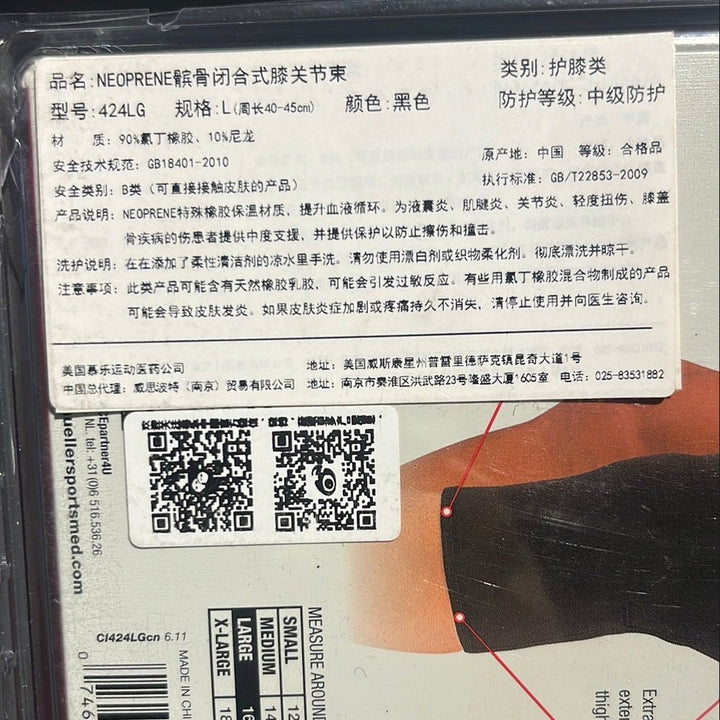 品名:NEOPRENE髌骨闭合式膝关节束
类别:护膝类
型号:424LG 规格:L(周长40-45cm) 颜色:黑色
防护等级:中级防护
材 质:90%氯丁橡胶、10%尼龙
安全技术规范:GB18401-2010
原产地:中国 等级:合格品
安全类别:B类(可直接接触皮肤的产品)
执行标准:GB/T22853-2009
产品说明:NEOPRENE特殊橡胶保温材质,提升血液循环。为液囊炎、肌腱炎、关节炎、轻度扭伤、膝盖
骨疾病的伤患者提供中度支援,并提供保护以防止擦伤和撞击。
洗护说明:在在添加了柔性清洁剂的凉水里手洗。请勿使用漂白剂或织物柔化剂。彻底漂洗并晾干。
注意事项:此类产品可能含有天然橡胶乳胶,可能会引发过敏反应。有些用氯丁橡胶混合物制成的产品
可能会导致皮肤发炎。如果皮肤炎症加剧或疼痛持久不消失,请停止使用并向医生咨询。
美国慕乐运动医药公司
地址:美国威斯康星州普雷里德萨克镇昆奇大道1号
中国总代理:威思波特(南京)贸易有限公司 地址:南京市秦淮区洪武路23号隆盛大厦1605室 电话:025-83531882
CEpartner4U
NL. tel: +31 (0)6 516.536.26
uellersportsmed.com
CI424LGcn 6.11
MADE IN CHI
MEASURE AROUN
SMALL 12
MEDIUM 14
LARGE 16
X-LARGE 18
0 746
Extra
exte
thig